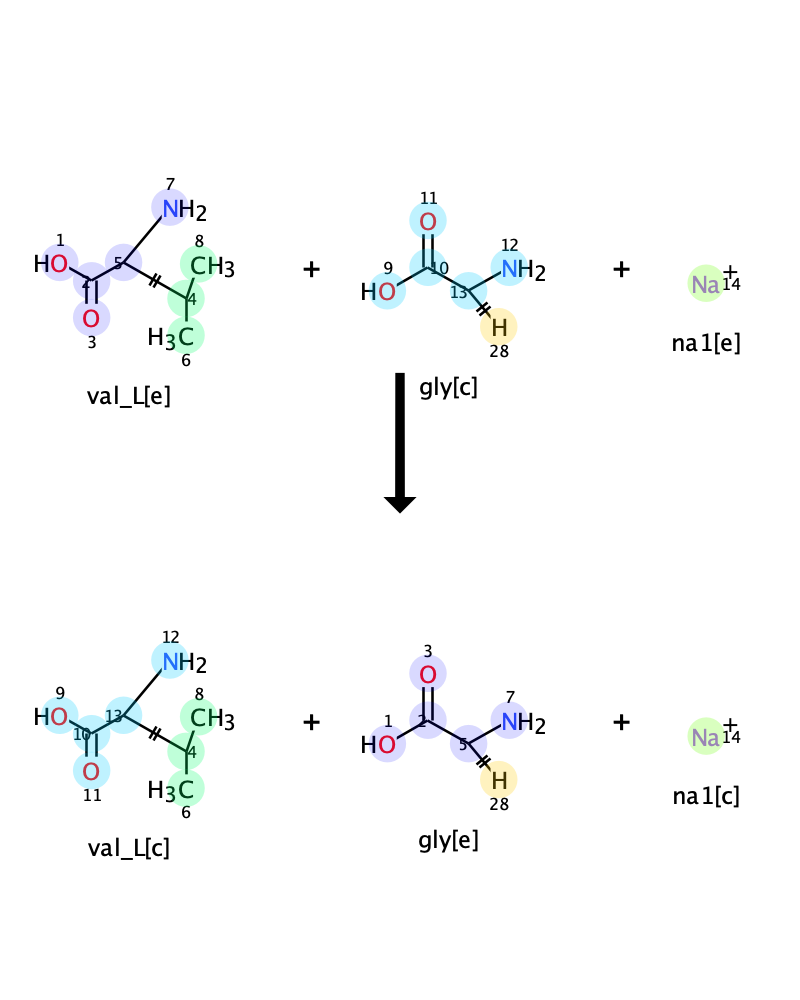 7
NH2
1
HO
2
5
8
CH3
4
O
3
H3C
6
val_L[e]
+
11
O
9
HO
10
12
NH2
13
H
28
gly[c]
+
Na+
14
na1[e]
12
NH2
9
HO
10
13
8
CH3
4
O
11
H3C
6
val_L[c]
+
3
O
1
HO
2
7
NH2
5
H
28
gly[e]
+
Na+
14
na1[c]